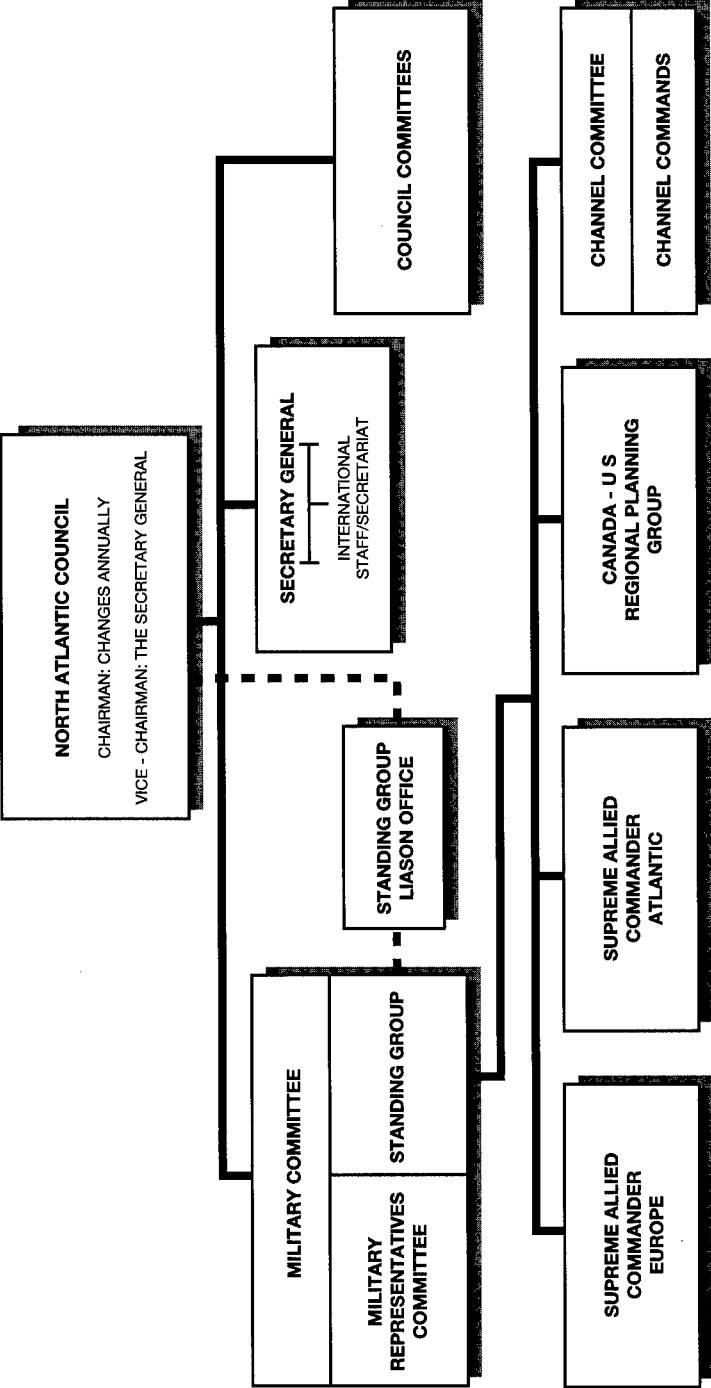 NORTH ATLANTIC COUNCIL
CHAIRMAN: CHANGES ANNUALLY
VICE - CHAIRMAN: THE SECRETARY GENERAL
MILITARY COMMITTEE
MILITARY
REPRESENTATIVES
COMMITTEE
STANDING GROUP
STANDING GROUP
LIASON OFFICE
SECRETARY GENERAL
INTERNATIONAL
STAFF/SECRETARIAT
COUNCIL COMMITTEES
SUPREME ALLIED
COMMANDER
EUROPE
SUPREME ALLIED
COMMANDER
ATLANTIC
CANADA - U S
REGIONAL PLANNING
GROUP
CHANNEL COMMITTEE
CHANNEL COMMANDS